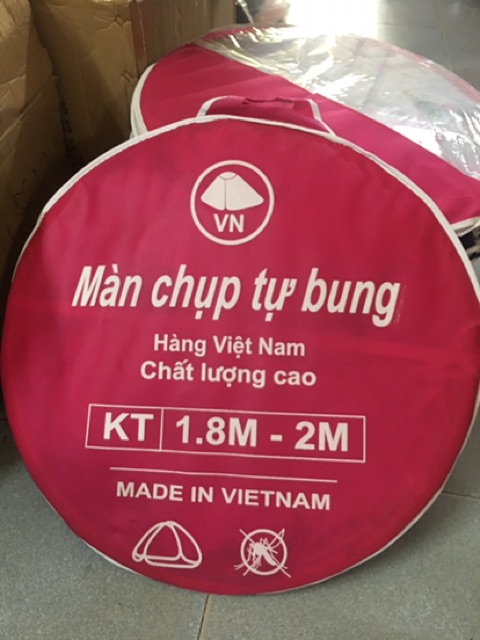 VN
Màn chụp tự bung
Hàng Việt Nam
Chất lượng cao
KT 1.8M - 2M
MADE IN VIETNAM